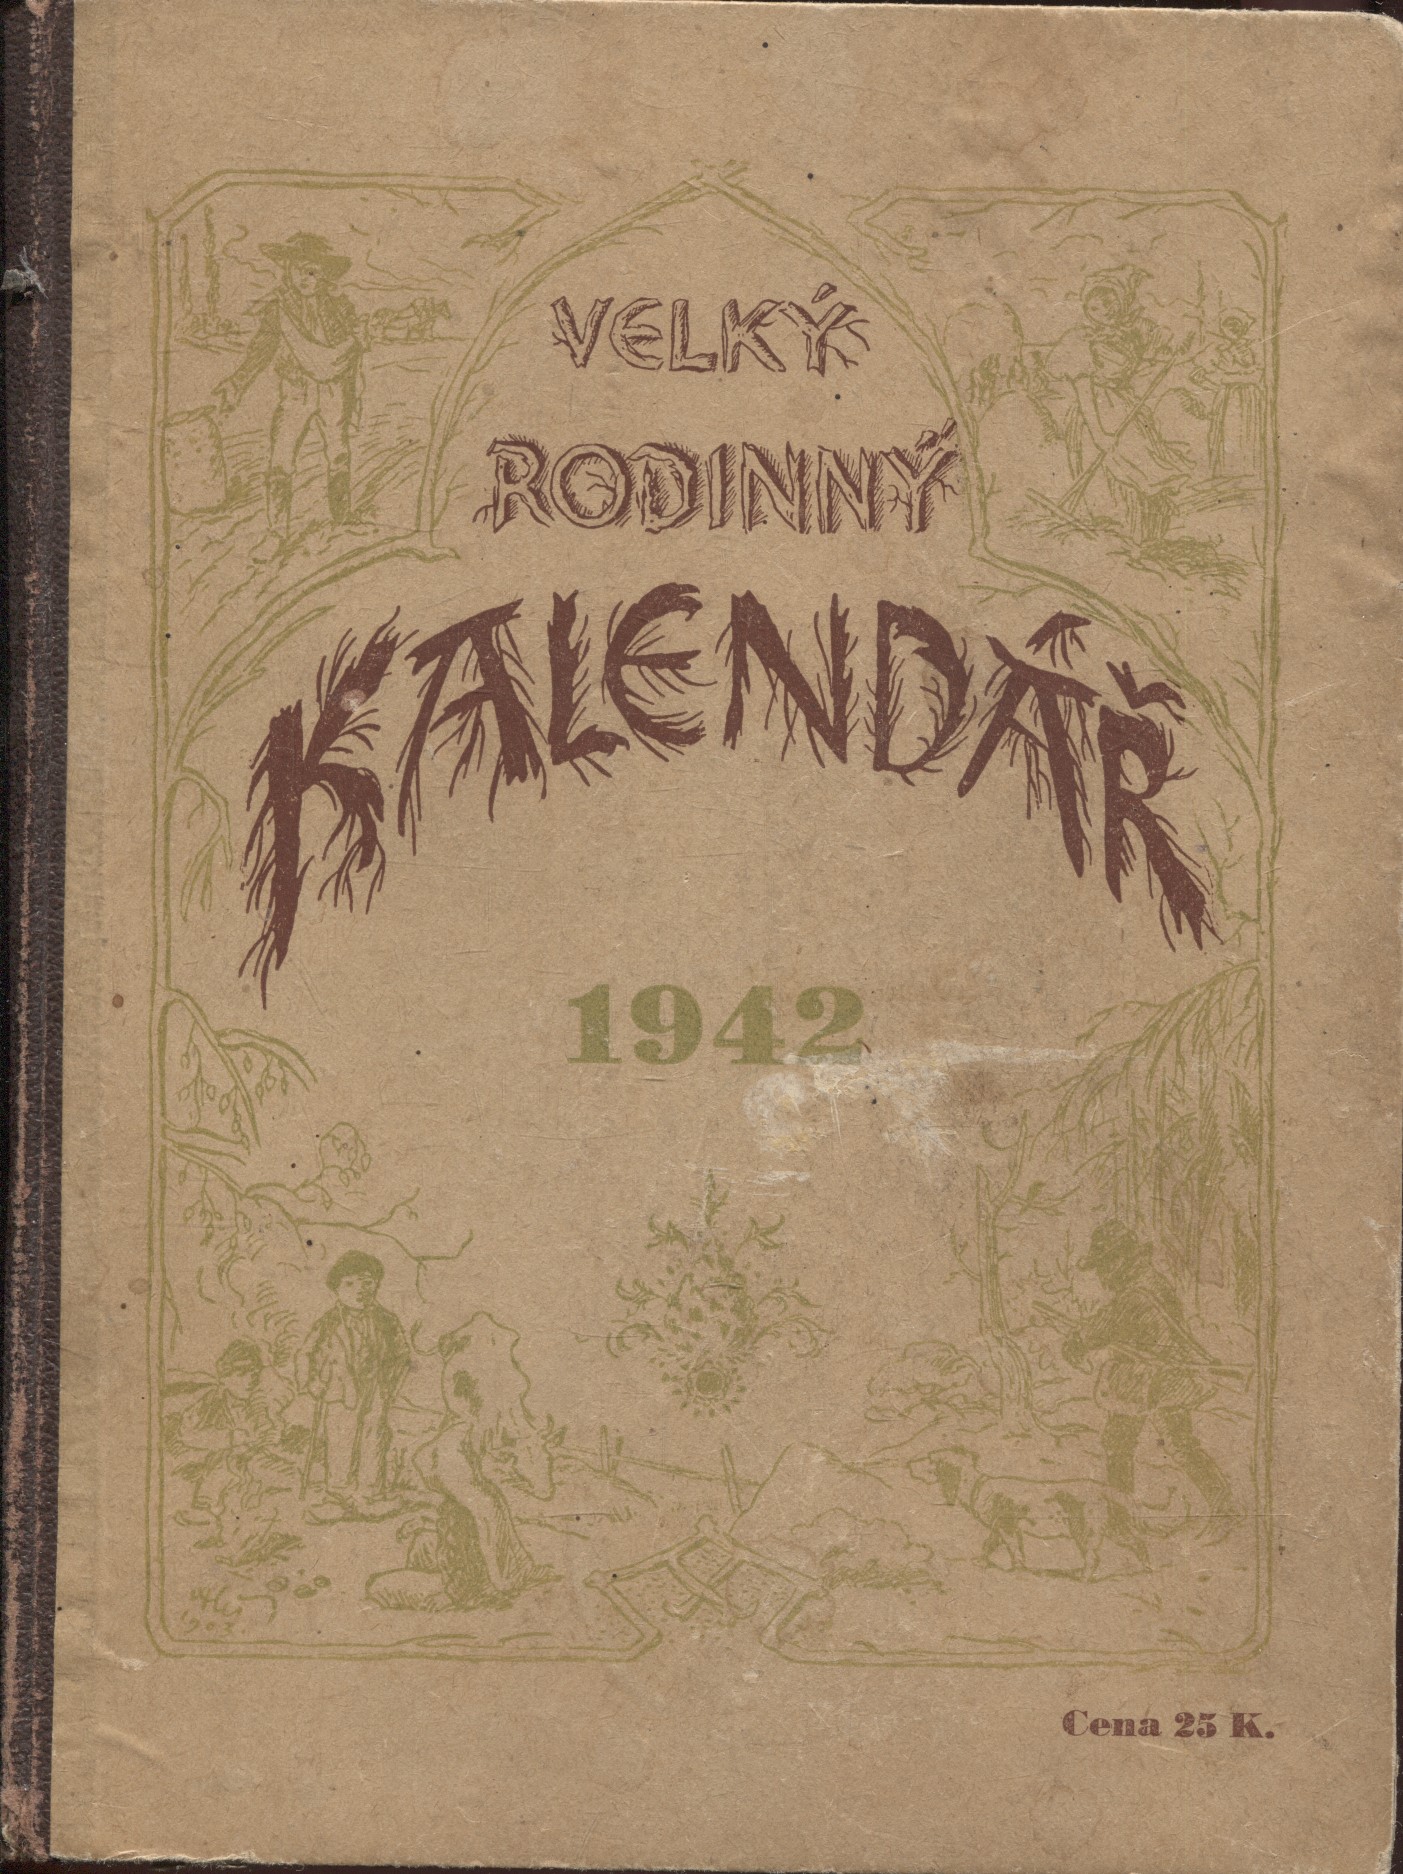 VELKÝ
RODINNÝ
KALENDÁŘ
1942
Cena 25 K.